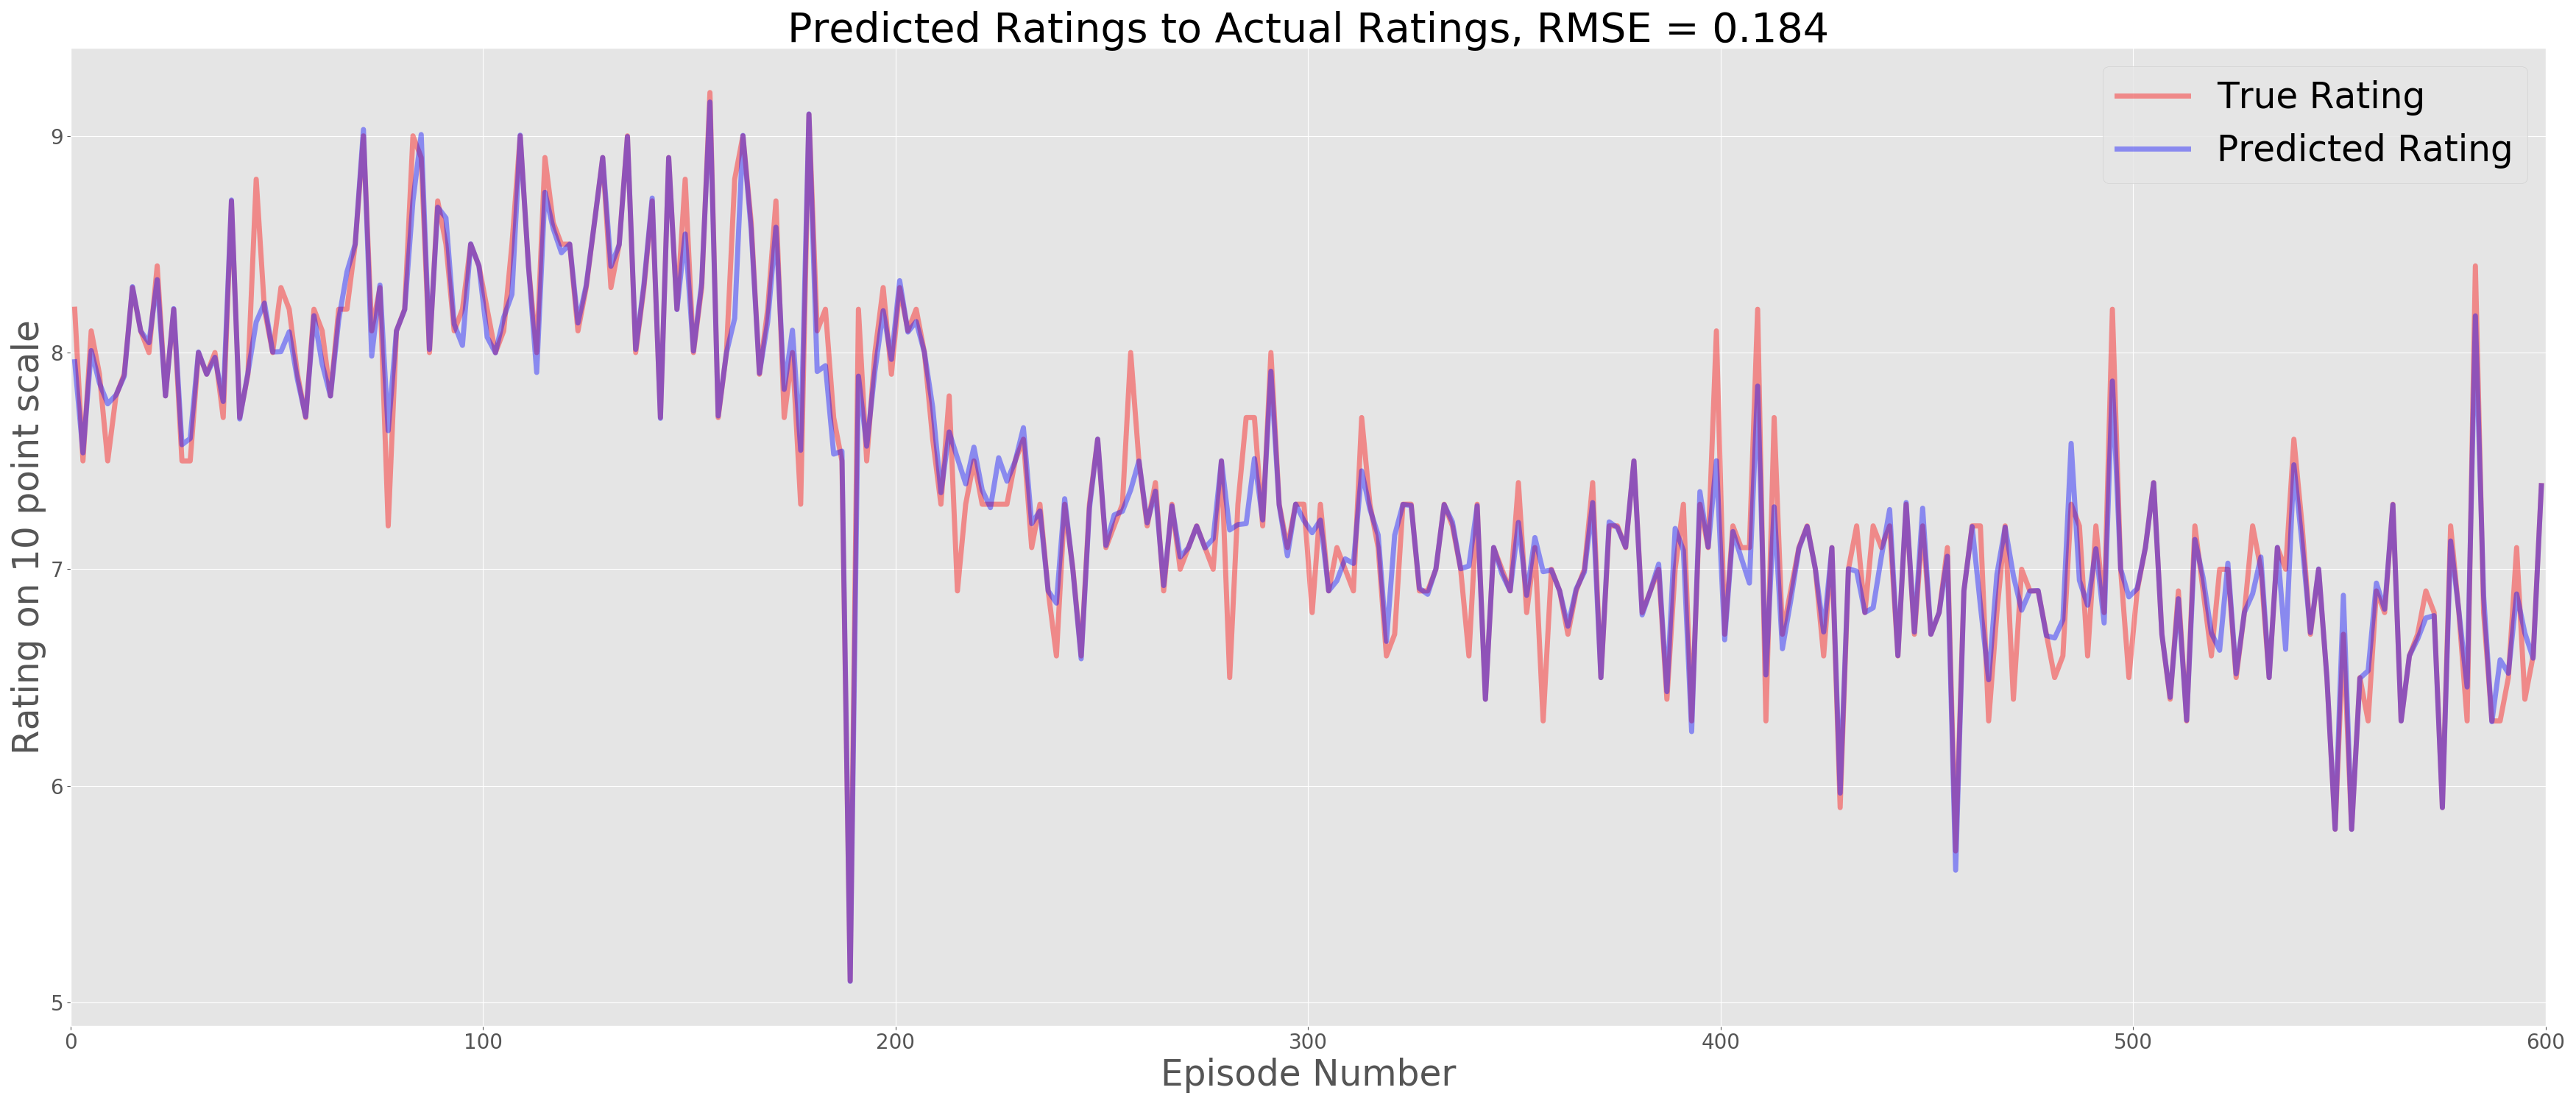 Predicted Ratings to Actual Ratings, RMSE = 0.184
True Rating
Predicted Rating
Rating on 10 point scale
9
8
7
6
5
0 100 200 300 400 500 600
Episode Number